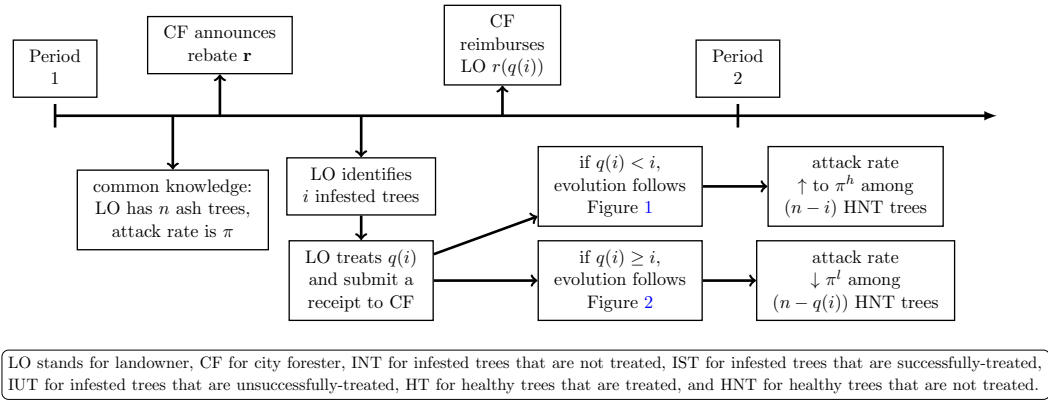 Period
1
CF announces
rebate r
CF
reimburses
LO r(q(i))
Period
2
common knowledge:
LO has n ash trees,
attack rate is π
LO identifies
i infested trees
LO treats q(i)
and submit a
receipt to CF
if q(i) < i,
evolution follows
Figure 1
attack rate
↑ to πʰ among
(n − i) HNT trees
if q(i) ≥ i,
evolution follows
Figure 2
attack rate
↓ πˡ among
(n − q(i)) HNT trees
LO stands for landowner, CF for city forester, INT for infested trees that are not treated, IST for infested trees that are successfully-treated,
IUT for infested trees that are unsuccessfully-treated, HT for healthy trees that are treated, and HNT for healthy trees that are not treated.